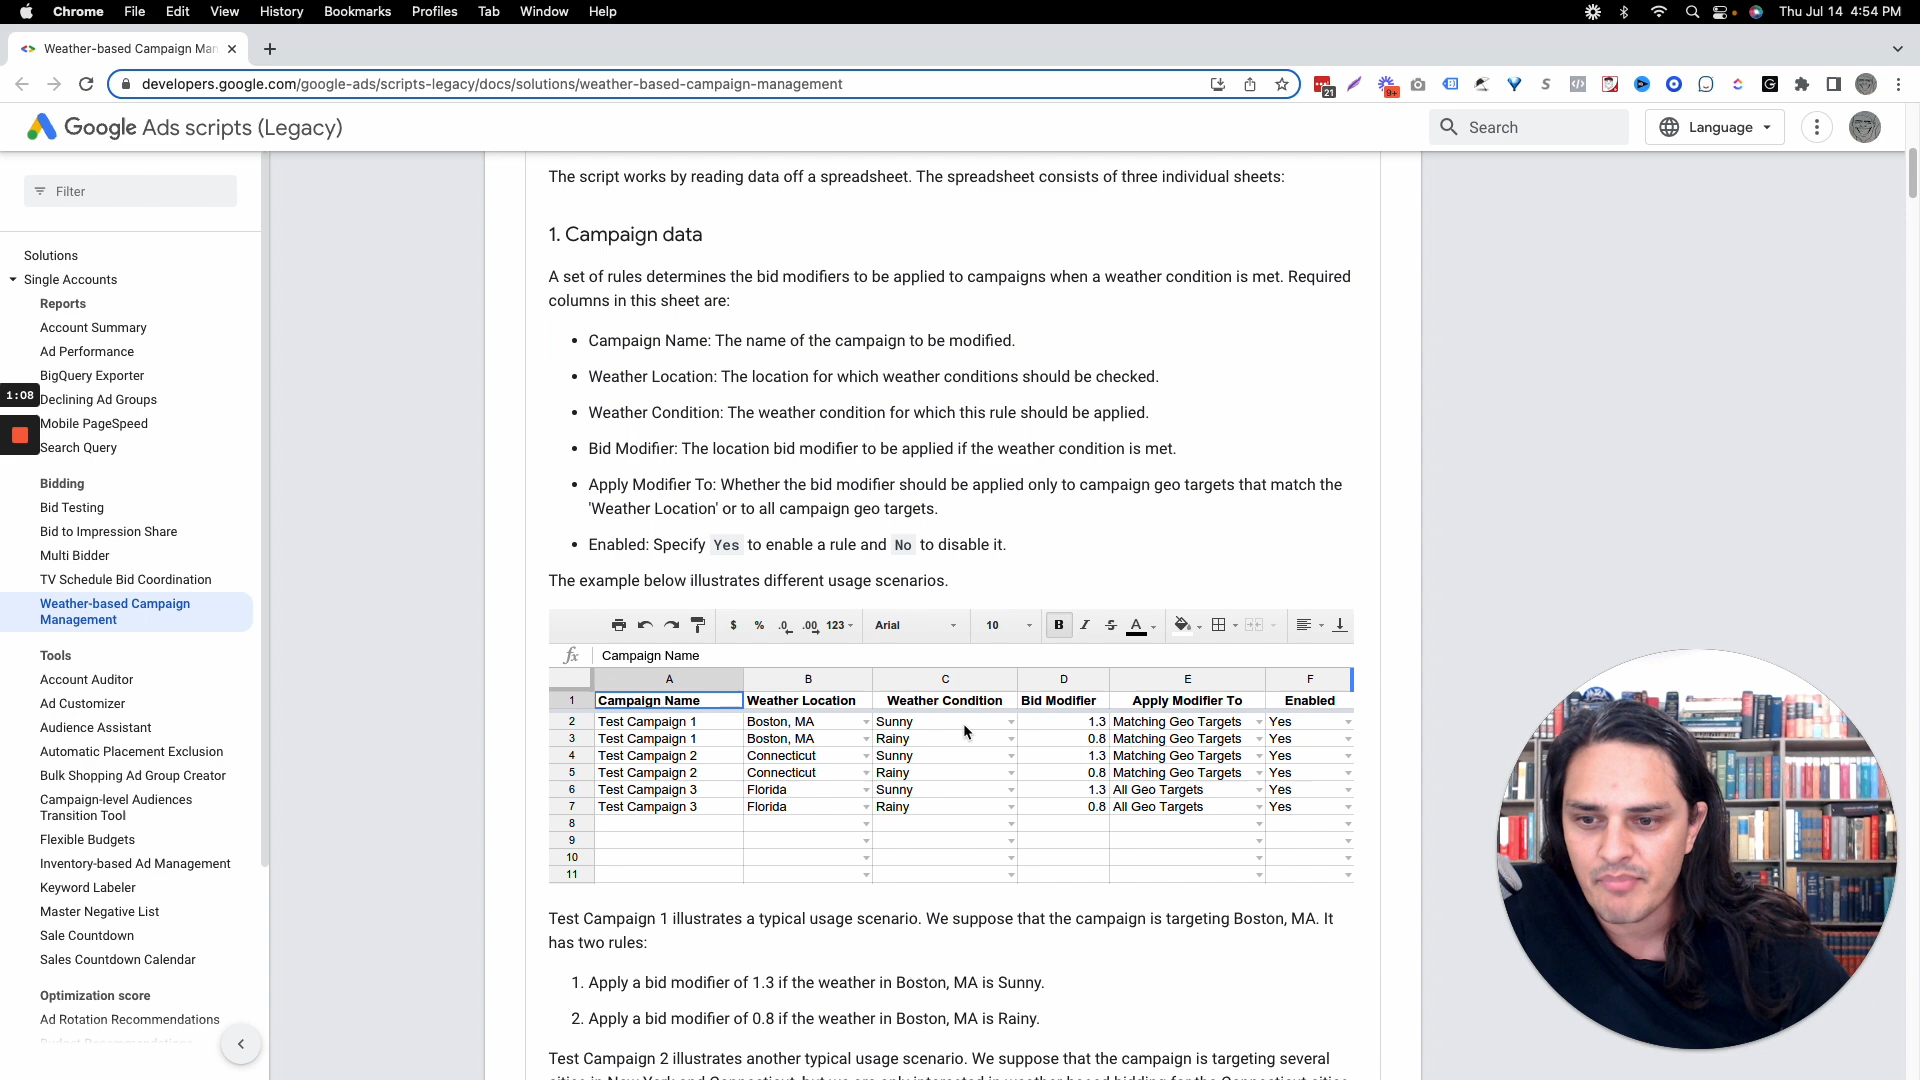 Chrome File Edit View History Bookmarks Profiles Tab Window Help Thu Jul 14 4:54 PM
Weather-based Campaign Man
developers.google.com/google-ads/scripts-legacy/docs/solutions/weather-based-campaign-management
21
9+
Google Ads scripts (Legacy)
Search
Language
Filter
Solutions
Single Accounts
Reports
Account Summary
Ad Performance
BigQuery Exporter
1:08
Declining Ad Groups
Mobile PageSpeed
Search Query
Bidding
Bid Testing
Bid to Impression Share
Multi Bidder
TV Schedule Bid Coordination
Weather-based Campaign
Management
Tools
Account Auditor
Ad Customizer
Audience Assistant
Automatic Placement Exclusion
Bulk Shopping Ad Group Creator
Campaign-level Audiences
Transition Tool
Flexible Budgets
Inventory-based Ad Management
Keyword Labeler
Master Negative List
Sale Countdown
Sales Countdown Calendar
Optimization score
Ad Rotation Recommendations
The script works by reading data off a spreadsheet. The spreadsheet consists of three individual sheets:
1. Campaign data
A set of rules determines the bid modifiers to be applied to campaigns when a weather condition is met. Required
columns in this sheet are:
• Campaign Name: The name of the campaign to be modified.
• Weather Location: The location for which weather conditions should be checked.
• Weather Condition: The weather condition for which this rule should be applied.
• Bid Modifier: The location bid modifier to be applied if the weather condition is met.
• Apply Modifier To: Whether the bid modifier should be applied only to campaign geo targets that match the
'Weather Location' or to all campaign geo targets.
• Enabled: Specify Yes to enable a rule and No to disable it.
The example below illustrates different usage scenarios.
$ % .0 .00 123 Arial 10 B I S A
fx Campaign Name
A B C D E F
1 Campaign Name Weather Location Weather Condition Bid Modifier Apply Modifier To Enabled
2 Test Campaign 1 Boston, MA Sunny 1.3 Matching Geo Targets Yes
3 Test Campaign 1 Boston, MA Rainy 0.8 Matching Geo Targets Yes
4 Test Campaign 2 Connecticut Sunny 1.3 Matching Geo Targets Yes
5 Test Campaign 2 Connecticut Rainy 0.8 Matching Geo Targets Yes
6 Test Campaign 3 Florida Sunny 1.3 All Geo Targets Yes
7 Test Campaign 3 Florida Rainy 0.8 All Geo Targets Yes
8
9
10
11
Test Campaign 1 illustrates a typical usage scenario. We suppose that the campaign is targeting Boston, MA. It
has two rules:
1. Apply a bid modifier of 1.3 if the weather in Boston, MA is Sunny.
2. Apply a bid modifier of 0.8 if the weather in Boston, MA is Rainy.
Test Campaign 2 illustrates another typical usage scenario. We suppose that the campaign is targeting several